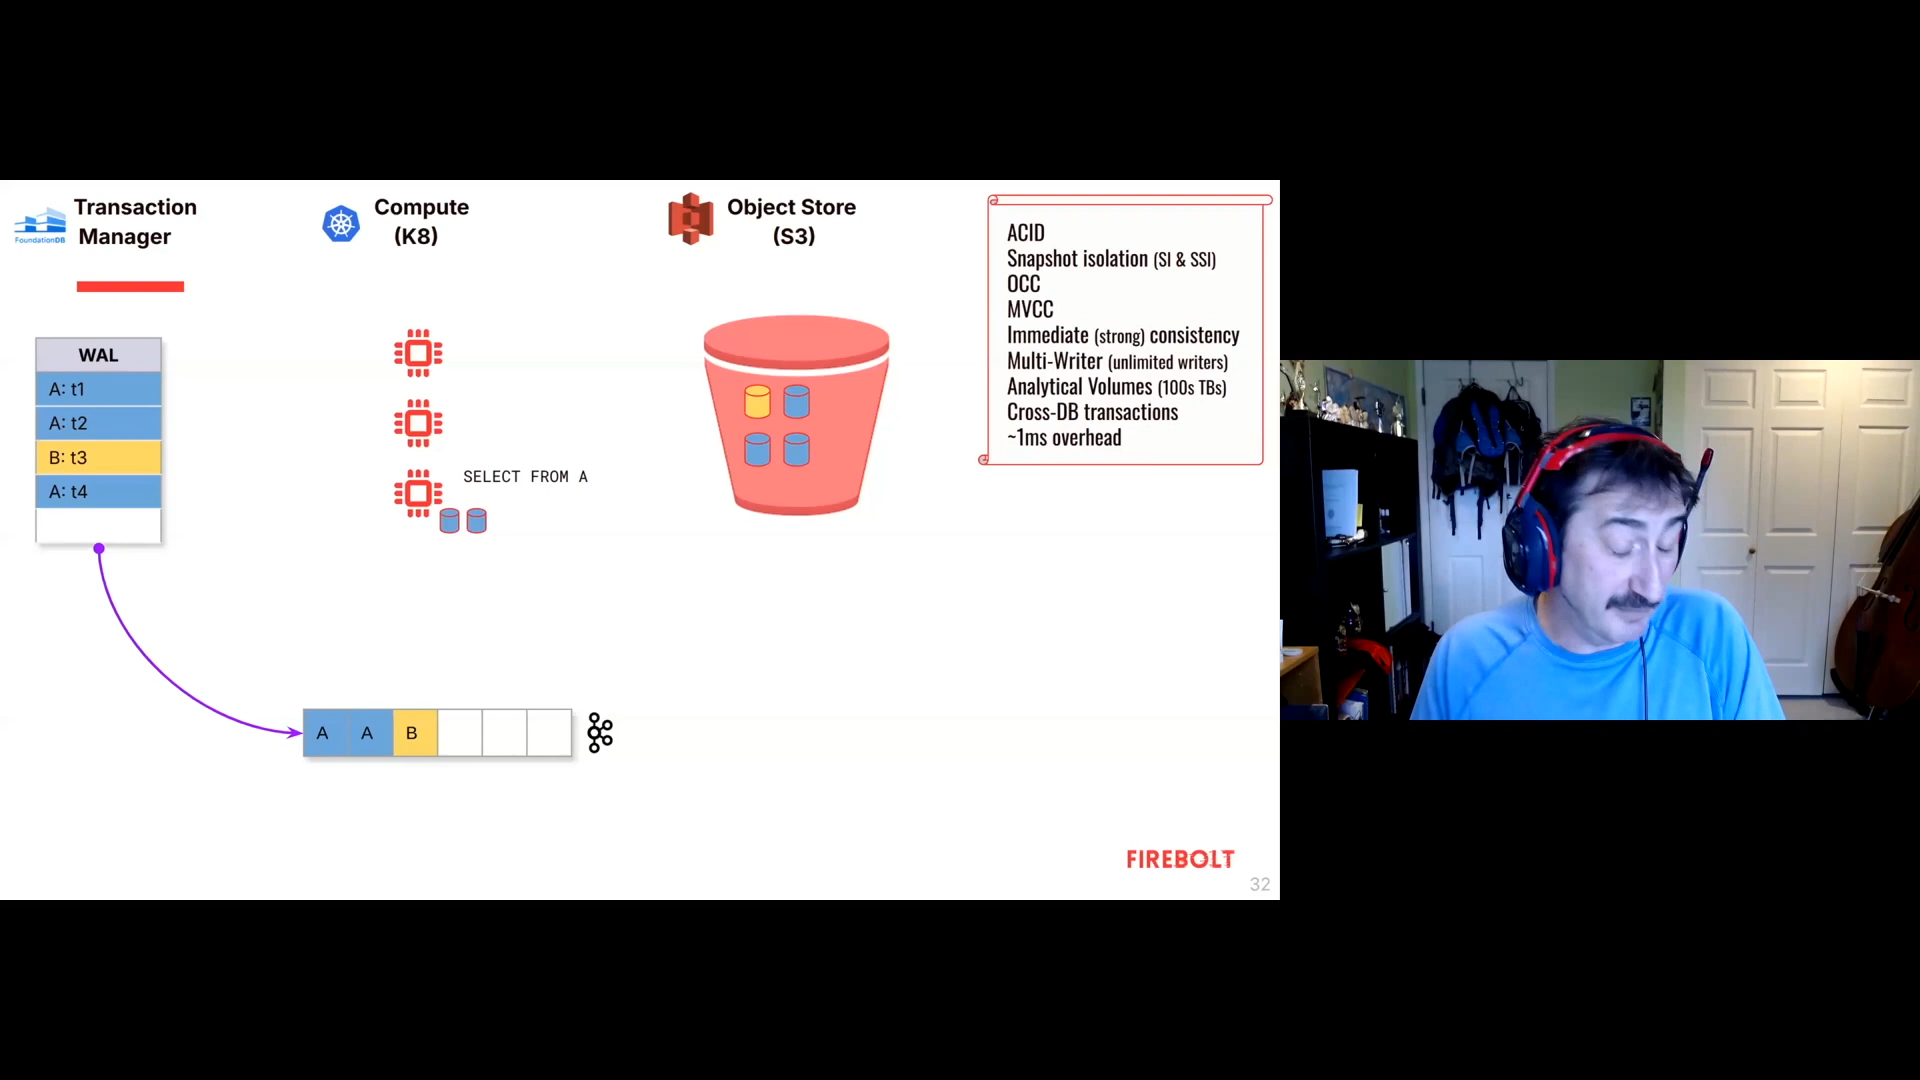 FoundationDB
Transaction
Manager
Compute
(K8)
Object Store
(S3)
ACID
Snapshot isolation (SI & SSI)
OCC
MVCC
Immediate (strong) consistency
Multi-Writer (unlimited writers)
Analytical Volumes (100s TBs)
Cross-DB transactions
~1ms overhead
WAL
A: t1
A: t2
B: t3
A: t4
SELECT FROM A
A A B
FIREBOLT
32